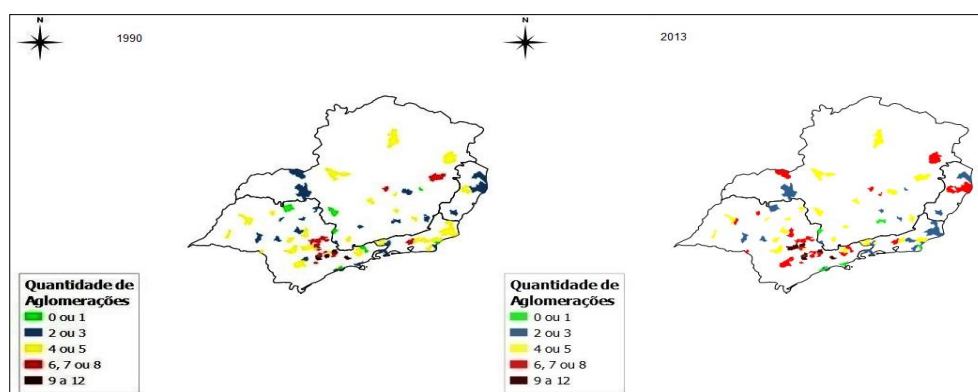 N
1990
Quantidade de
Aglomerações
0 ou 1
2 ou 3
4 ou 5
6, 7 ou 8
9 a 12
N
2013
Quantidade de
Aglomerações
0 ou 1
2 ou 3
4 ou 5
6, 7 ou 8
9 a 12